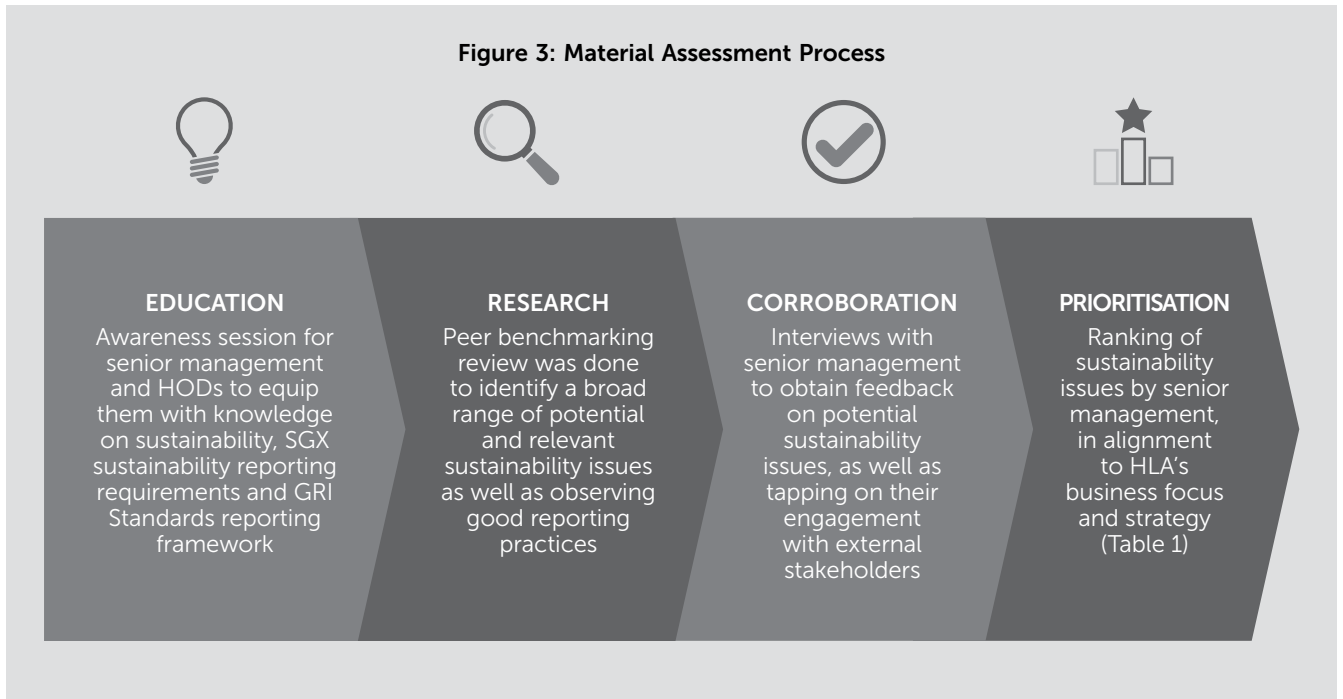 Figure 3: Material Assessment Process
EDUCATION
Awareness session for
senior management
and HODs to equip
them with knowledge
on sustainability, SGX
sustainability reporting
requirements and GRI
Standards reporting
framework
RESEARCH
Peer benchmarking
review was done
to identify a broad
range of potential
and relevant
sustainability issues
as well as observing
good reporting
practices
CORROBORATION
Interviews with
senior management
to obtain feedback
on potential
sustainability
issues, as well as
tapping on their
engagement
with external
stakeholders
PRIORITISATION
Ranking of
sustainability
issues by senior
management,
in alignment
to HLA's
business focus
and strategy
(Table 1)